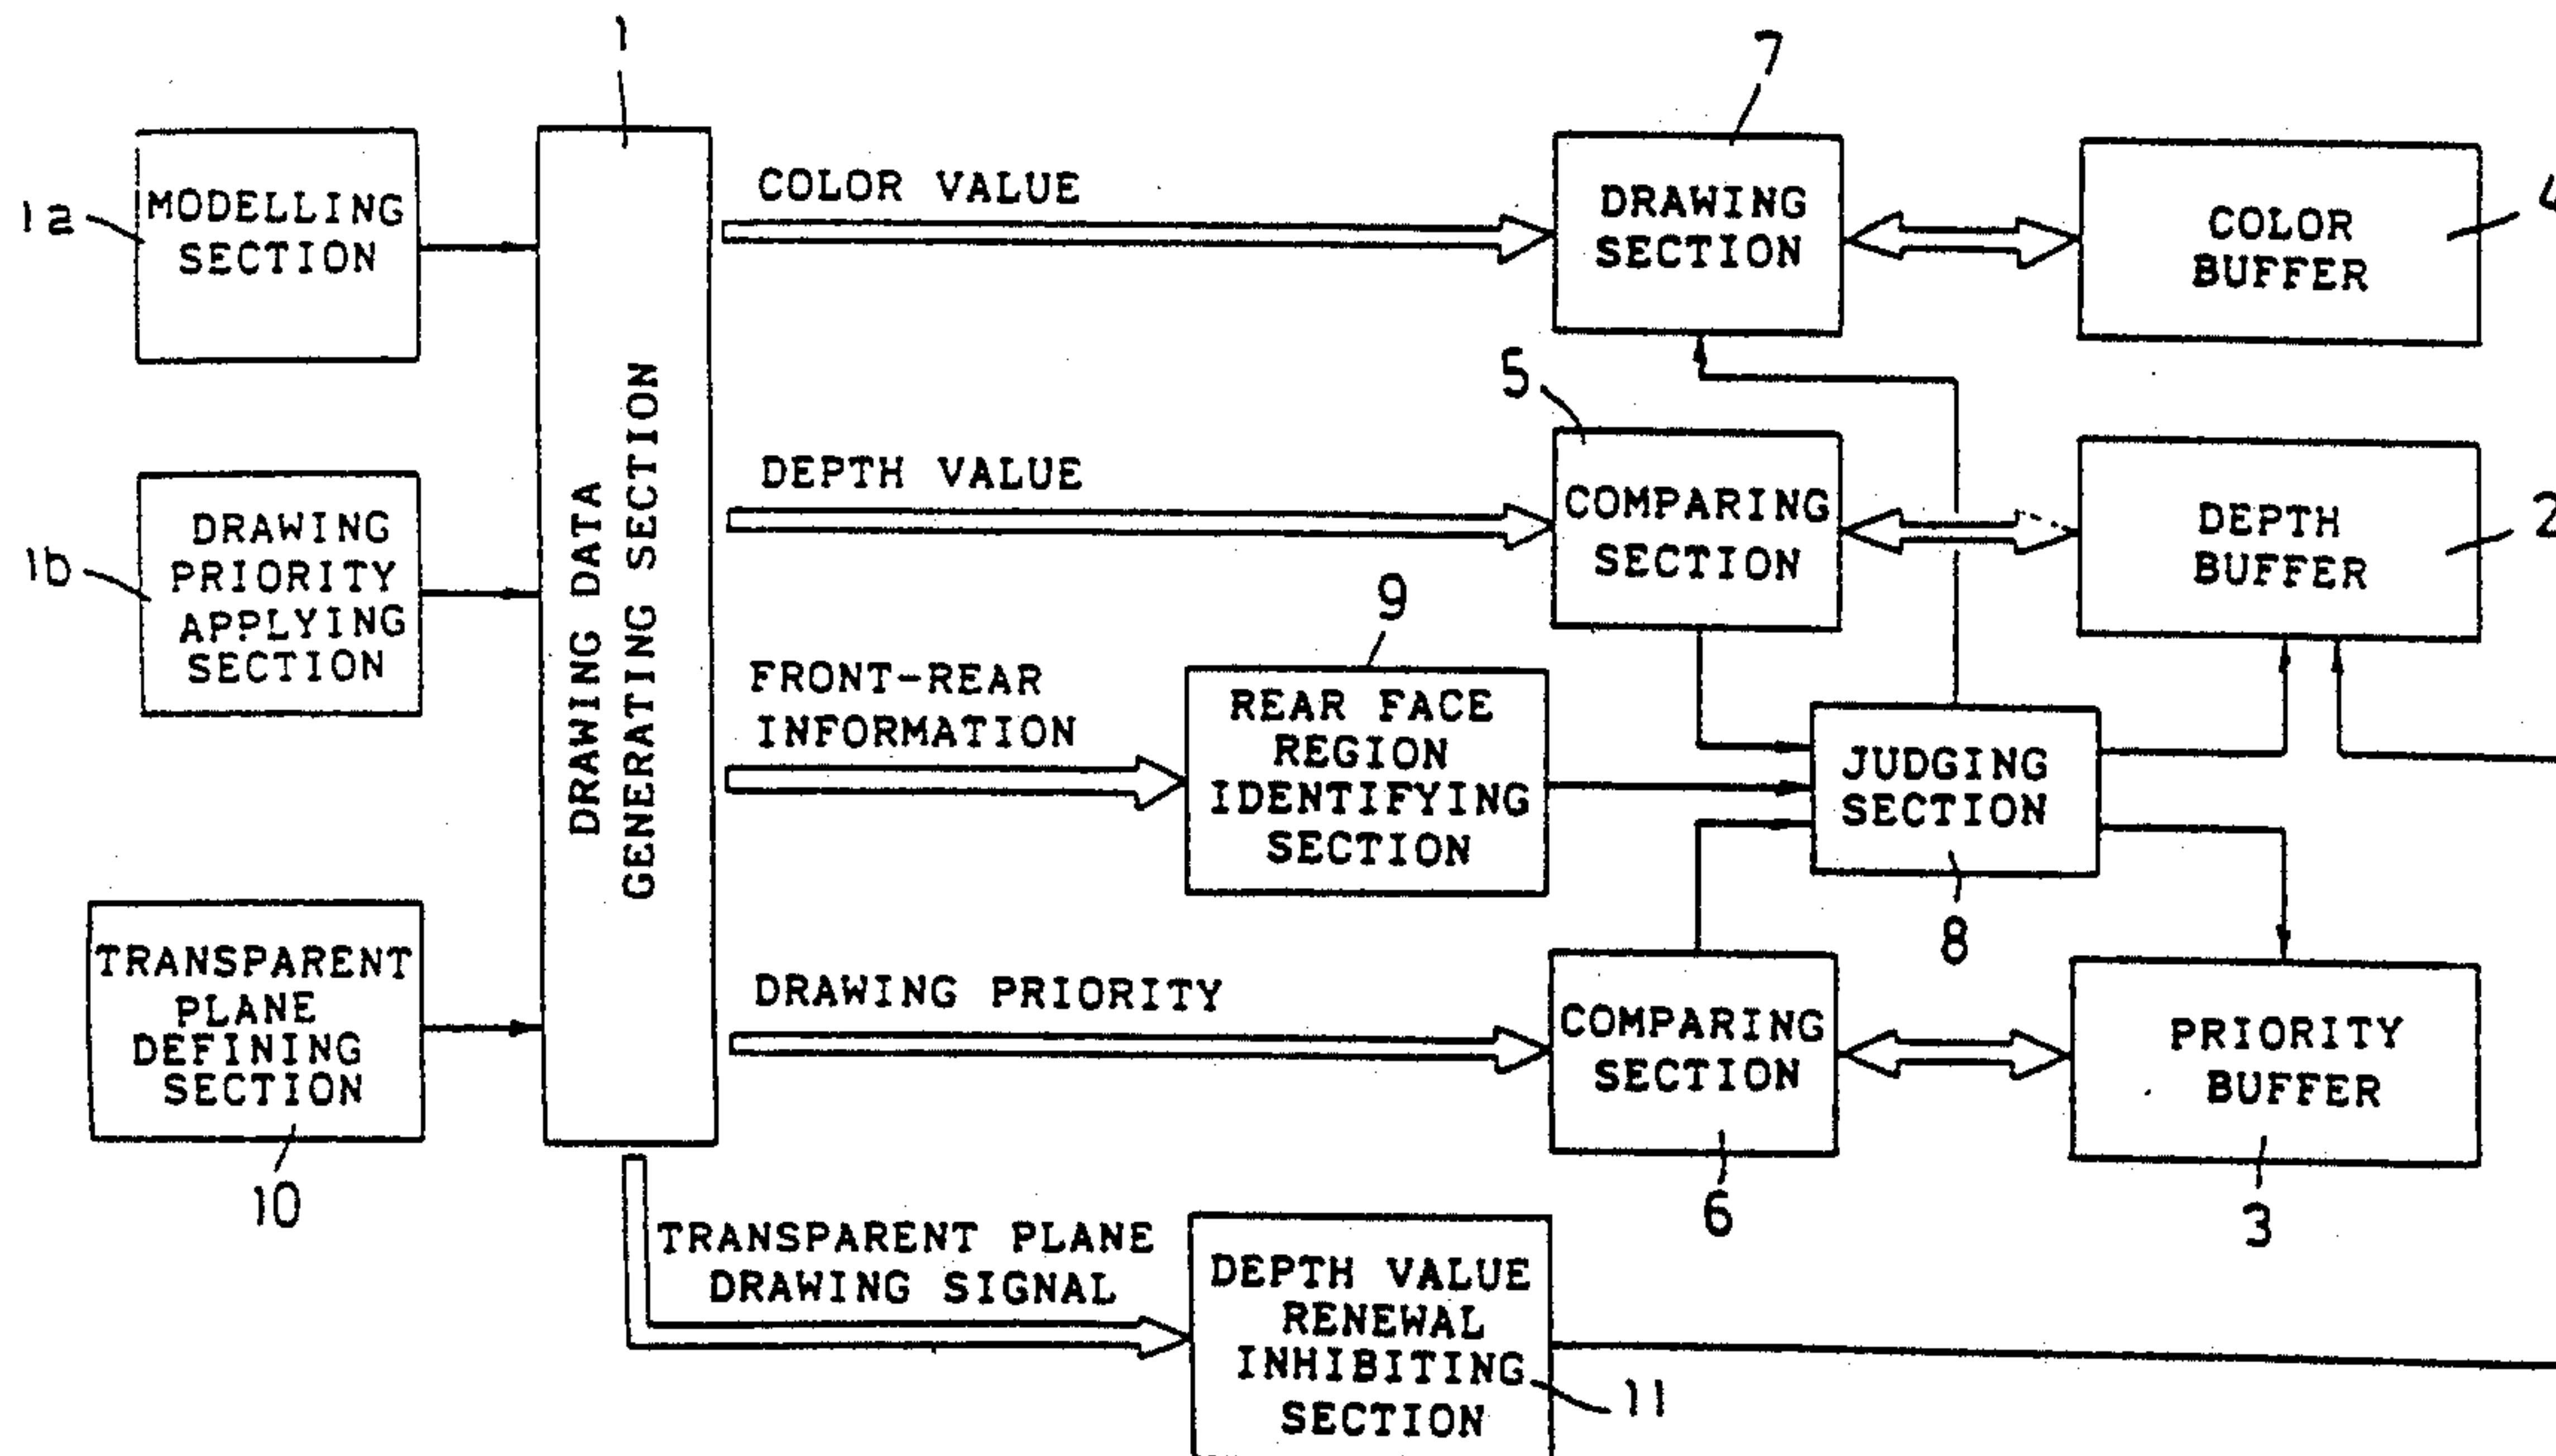 1
7
1a
MODELLING
SECTION
COLOR VALUE
DRAWING
SECTION
COLOR
BUFFER
4
5
1b
DRAWING
PRIORITY
APPLYING
SECTION
DRAWING DATA
GENERATING SECTION
DEPTH VALUE
COMPARING
SECTION
DEPTH
BUFFER
2
9
FRONT-REAR
INFORMATION
REAR FACE
REGION
IDENTIFYING
SECTION
JUDGING
SECTION
8
TRANSPARENT
PLANE
DEFINING
SECTION
10
DRAWING PRIORITY
COMPARING
SECTION
6
PRIORITY
BUFFER
3
TRANSPARENT PLANE
DRAWING SIGNAL
DEPTH VALUE
RENEWAL
INHIBITING
SECTION
11